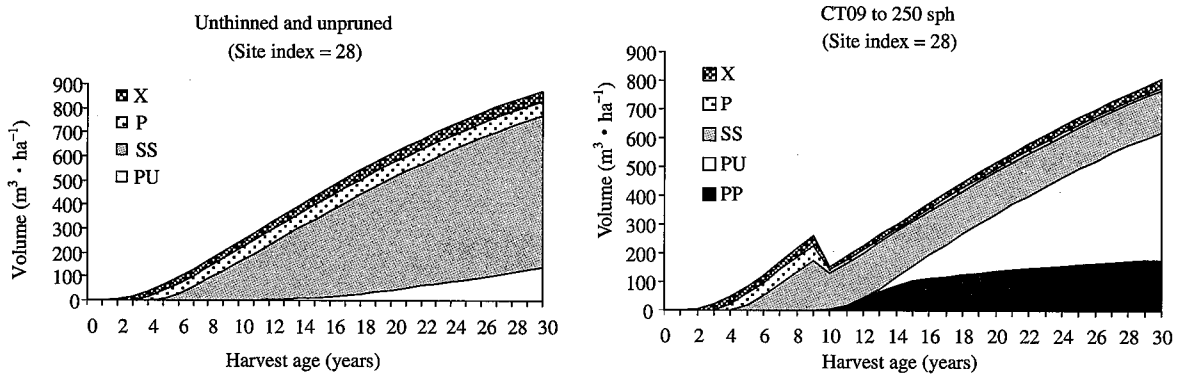 Unthinned and unpruned
(Site index = 28)
900
800
700
600
500
400
300
200
100
0
Volume (m³ • ha⁻¹)
X
P
SS
PU
0 2 4 6 8 10 12 14 16 18 20 22 23 26 28 30
Harvest age (years)
CT09 to 250 sph
(Site index = 28)
900
800
700
600
500
400
300
200
100
0
Volume (m³ • ha⁻¹)
X
P
SS
PU
PP
0 2 4 6 8 10 12 14 16 18 20 22 24 26 28 30
Harvest age (years)